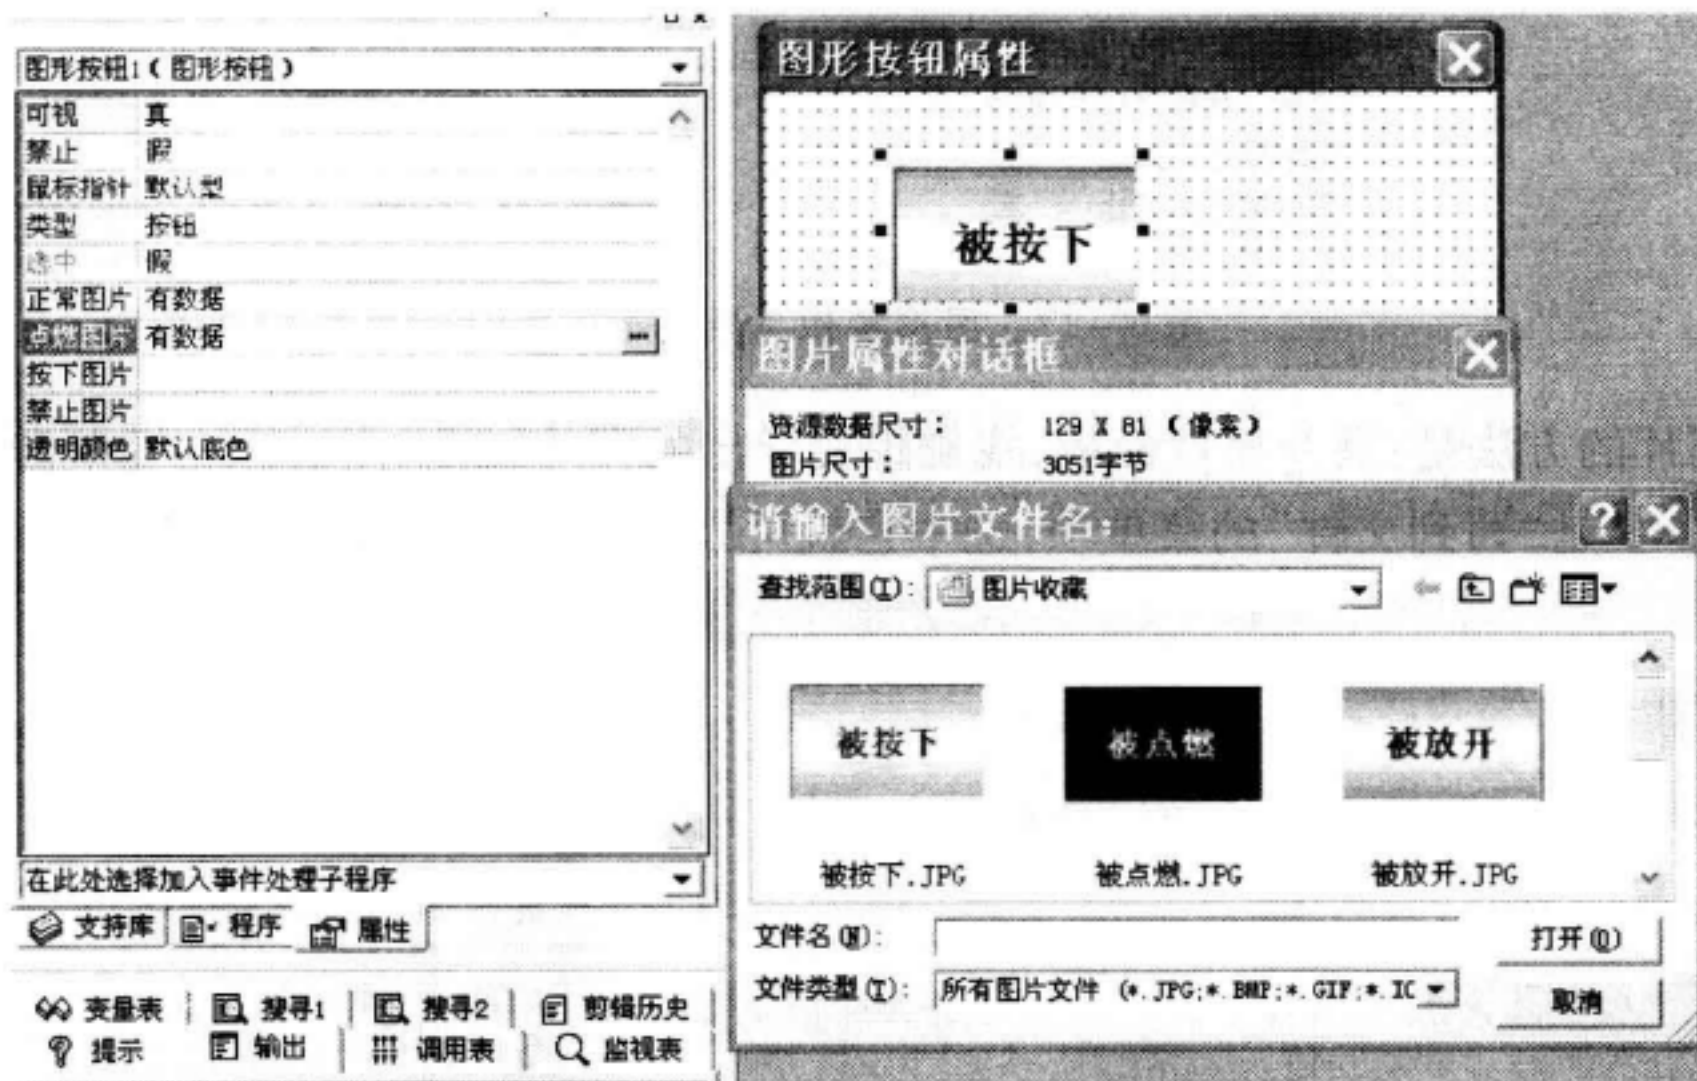 图形按钮1(图形按钮)
可视 真
禁止 假
鼠标指针 默认型
类型 按钮
选中 假
正常图片 有数据
点燃图片 有数据
按下图片
禁止图片
透明颜色 默认底色
在此处选择加入事件处理子程序
支持库 程序 属性
变量表 搜寻1 搜寻2 剪辑历史
提示 输出 调用表 监视表
图形按钮属性
被按下
图片属性对话框
资源数据尺寸: 129 X 81 (像素)
图片尺寸: 3051字节
请输入图片文件名:
查找范围(I): 图片收藏
被按下 被点燃 被放开
被按下.JPG 被点燃.JPG 被放开.JPG
文件名(N): 打开(O)
文件类型(T): 所有图片文件 (*.JPG;*.BMP;*.GIF;*.IC 取消